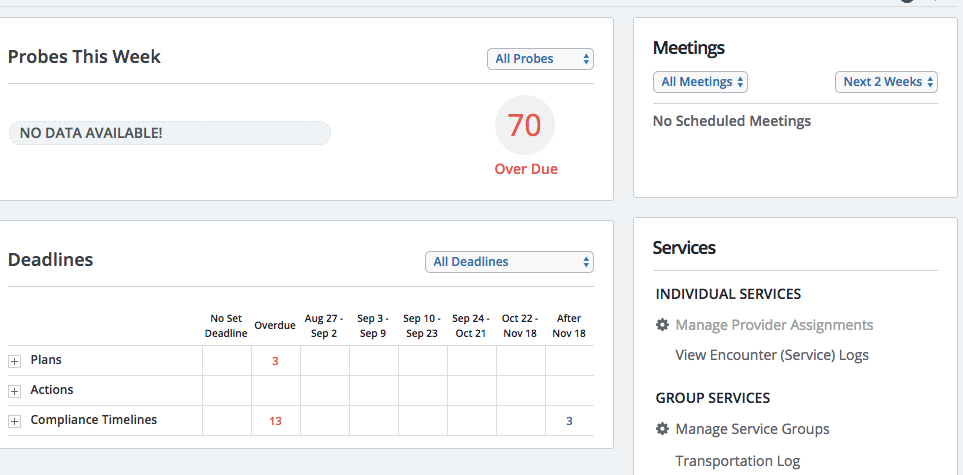 Probes This Week
All Probes
NO DATA AVAILABLE!
70
Over Due
Meetings
All Meetings
Next 2 Weeks
No Scheduled Meetings
Deadlines
All Deadlines
No Set Deadline Overdue Aug 27 - Sep 2 Sep 3 - Sep 9 Sep 10 - Sep 23 Sep 24 - Oct 21 Oct 22 - Nov 18 After Nov 18
Plans 3
Actions
Compliance Timelines 13 3
Services
INDIVIDUAL SERVICES
Manage Provider Assignments
View Encounter (Service) Logs
GROUP SERVICES
Manage Service Groups
Transportation Log